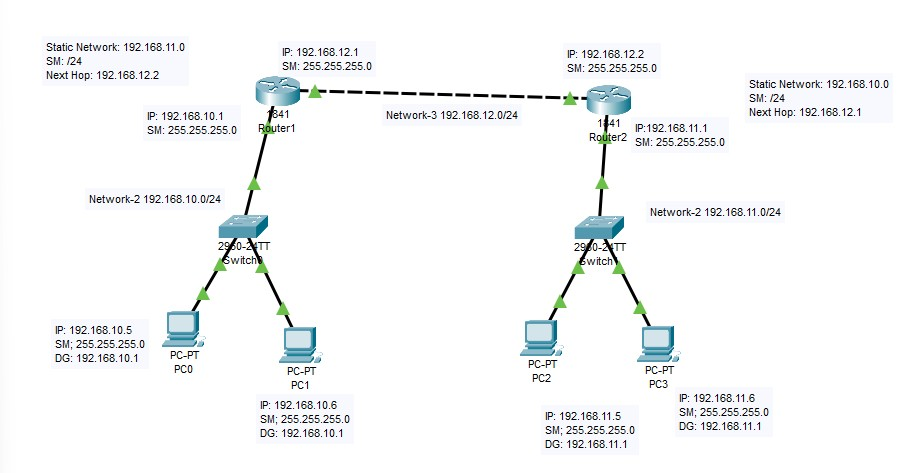 Static Network: 192.168.11.0
SM: /24
Next Hop: 192.168.12.2
IP: 192.168.12.1
SM: 255.255.255.0
IP: 192.168.12.2
SM: 255.255.255.0
Static Network: 192.168.10.0
SM: /24
Next Hop: 192.168.12.1
IP: 192.168.10.1
SM: 255.255.255.0
1841
Router1
Network-3 192.168.12.0/24
1841
Router2
IP:192.168.11.1
SM: 255.255.255.0
Network-2 192.168.10.0/24
Network-2 192.168.11.0/24
2960-24TT
Switch0
2960-24TT
Switch1
IP: 192.168.10.5
SM; 255.255.255.0
DG: 192.168.10.1
PC-PT
PC0
PC-PT
PC1
PC-PT
PC2
PC-PT
PC3
IP: 192.168.10.6
SM; 255.255.255.0
DG: 192.168.10.1
IP: 192.168.11.5
SM; 255.255.255.0
DG: 192.168.11.1
IP: 192.168.11.6
SM; 255.255.255.0
DG: 192.168.11.1